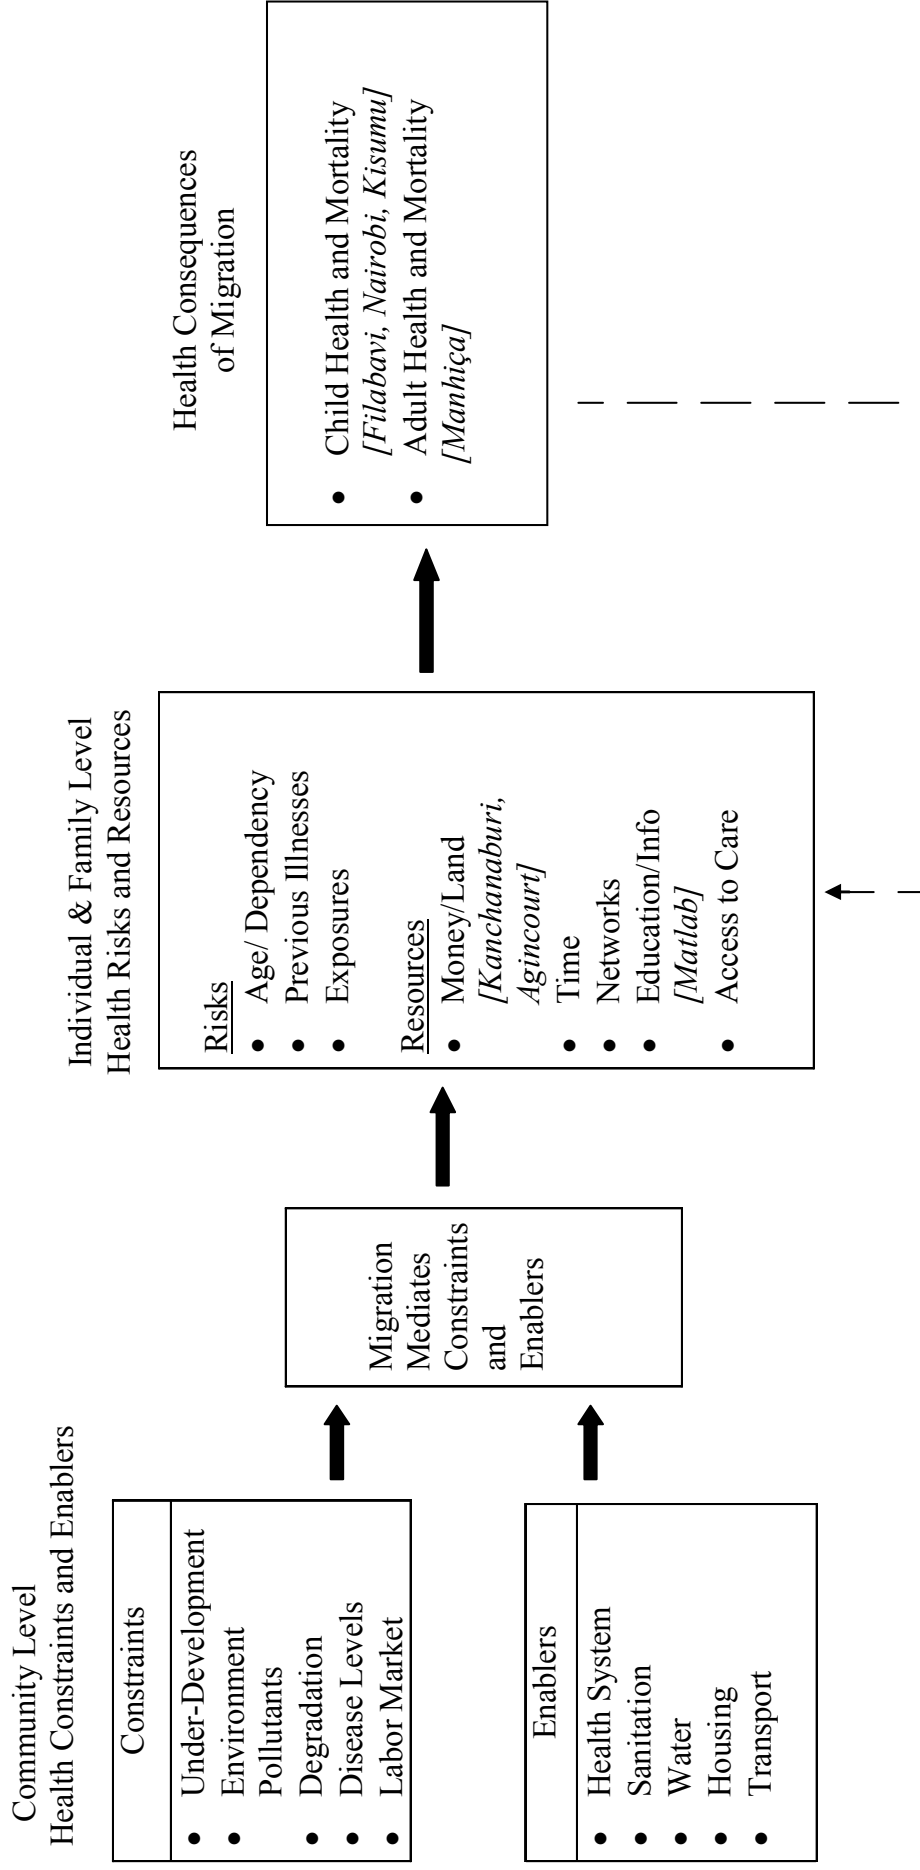 Community Level
Health Constraints and Enablers
Constraints
• Under-Development
• Environment
Pollutants
• Degradation
• Disease Levels
• Labor Market
Enablers
• Health System
• Sanitation
• Water
• Housing
• Transport
Migration
Mediates
Constraints
and
Enablers
Individual & Family Level
Health Risks and Resources
Risks
• Age/ Dependency
• Previous Illnesses
• Exposures
Resources
• Money/Land
[Kanchanaburi,
Agincourt]
• Time
• Networks
• Education/Info
[Matlab]
• Access to Care
Health Consequences
of Migration
• Child Health and Mortality
[Filabavi, Nairobi, Kisumu]
• Adult Health and Mortality
[Manhiça]